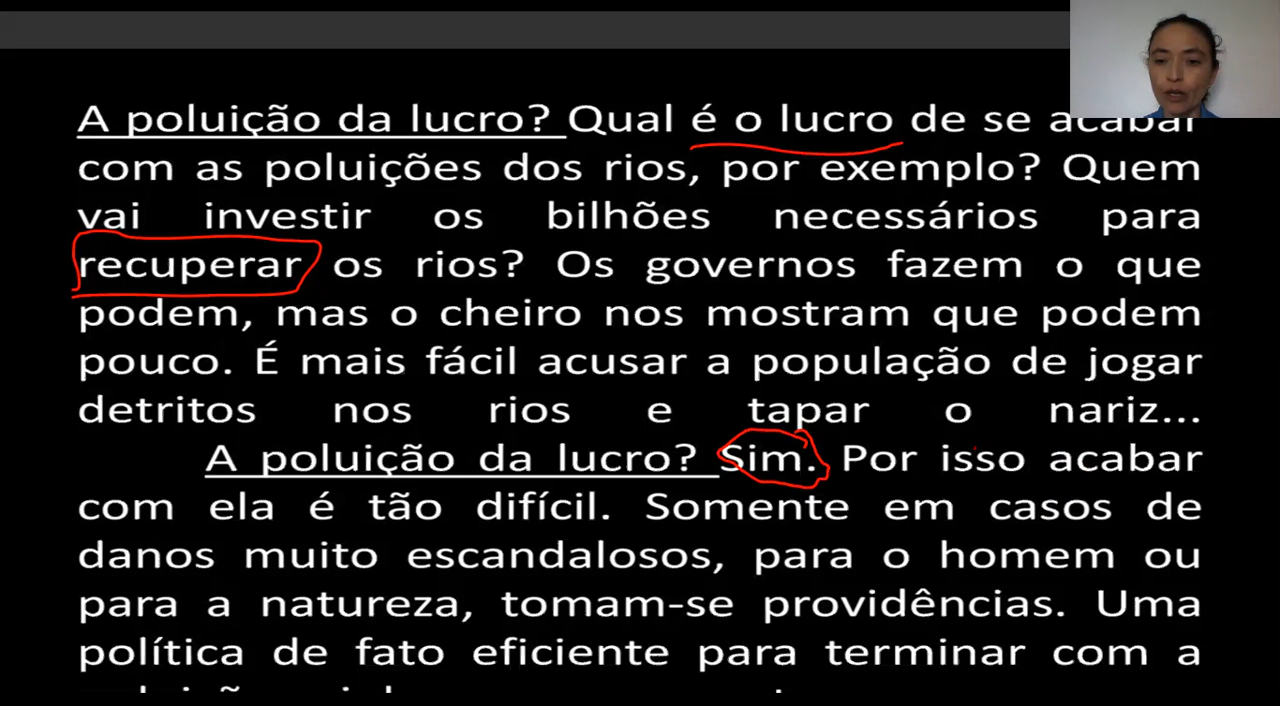 A poluição da lucro? Qual é o lucro de se acabar
com as poluições dos rios, por exemplo? Quem
vai investir os bilhões necessários para
recuperar os rios? Os governos fazem o que
podem, mas o cheiro nos mostram que podem
pouco. É mais fácil acusar a população de jogar
detritos nos rios e tapar o nariz...
A poluição da lucro? Sim. Por isso acabar
com ela é tão difícil. Somente em casos de
danos muito escandalosos, para o homem ou
para a natureza, tomam-se providências. Uma
política de fato eficiente para terminar com a